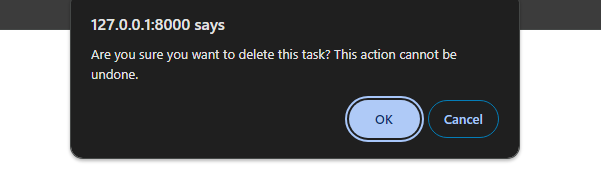 127.0.0.1:8000 says
Are you sure you want to delete this task? This action cannot be
undone.
OK
Cancel